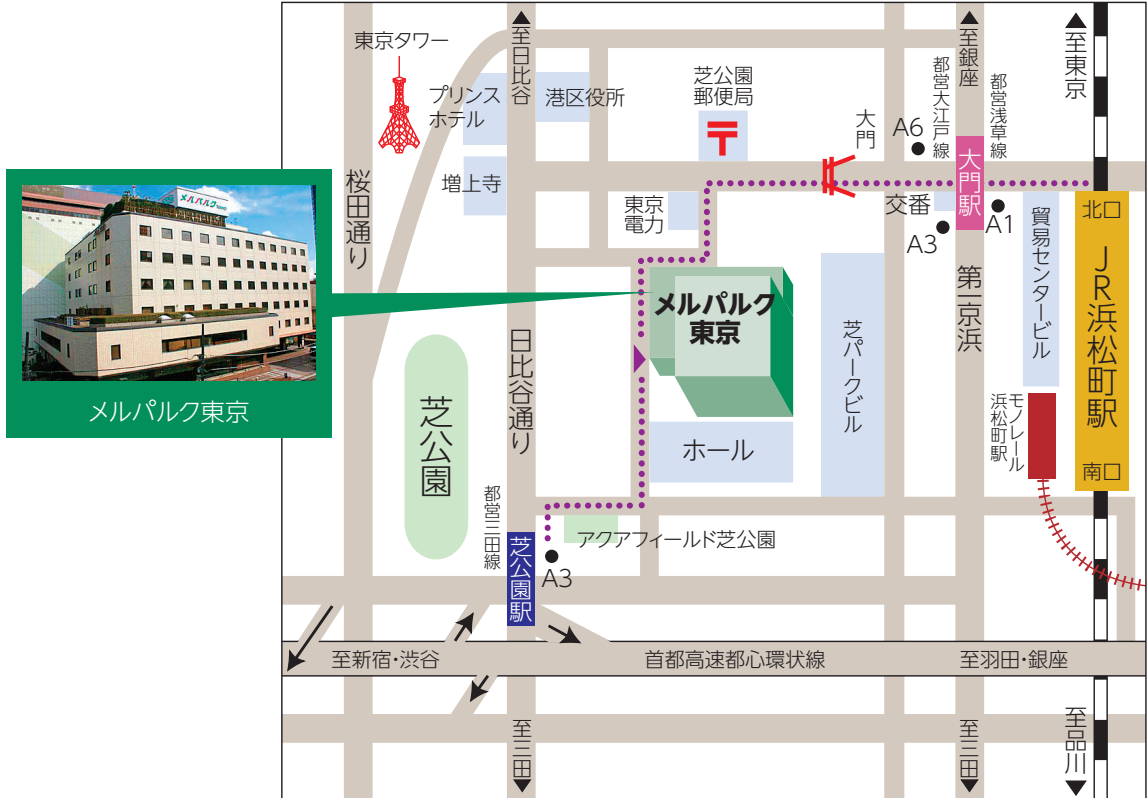 東京タワー
プリンス
ホテル
至日比谷
港区役所
芝公園
郵便局
大門
A6
都営大江戸線
至銀座
都営浅草線
至東京
メルパルク
桜田通り
増上寺
東京
電力
交番
A3
大門駅
A1
貿易センタービル
北口
JR浜松町駅
南口
メルパルク
東京
第一京浜
芝パークビル
日比谷通り
芝公園
メルパルク東京
ホール
モノレール
浜松町駅
都営三田線
芝公園駅
A3
アクアフィールド芝公園
至新宿・渋谷
首都高速都心環状線
至羽田・銀座
至三田
至三田
至品川